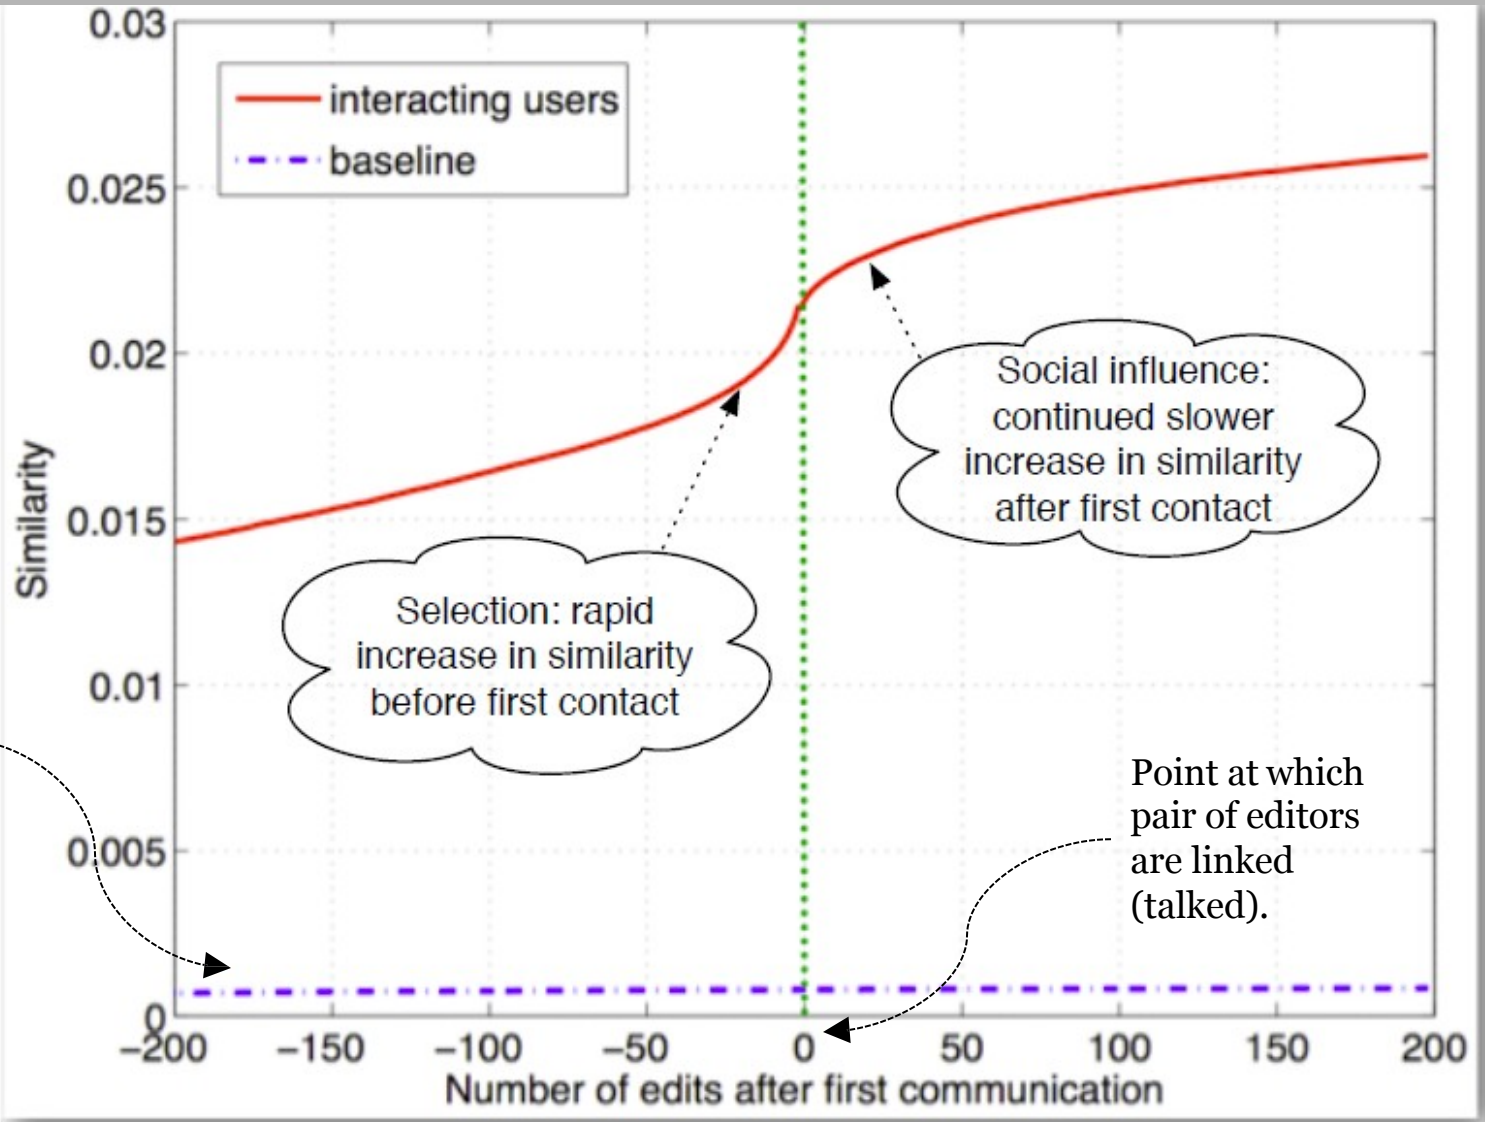 0.03
interacting users
baseline
0.025
0.02
0.015
0.01
0.005
0
Similarity
Social influence:
continued slower
increase in similarity
after first contact
Selection: rapid
increase in similarity
before first contact
Point at which
pair of editors
are linked
(talked).
−200 −150 −100 −50 0 50 100 150 200
Number of edits after first communication